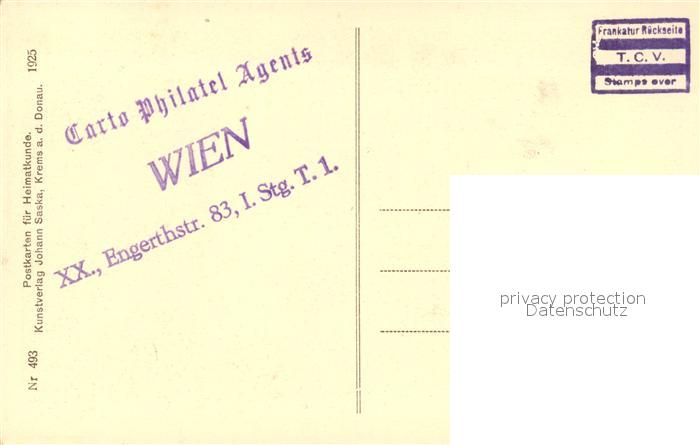 Frankatur Rückseite
T. C. V.
Stamps over
Carto Philatel Agents
WIEN
XX., Engerthstr. 83, I. Stg. T. 1.
Nr 493 Postkarten für Heimatkunde.
Kunstverlag Johann Saska, Krems a. d. Donau. 1925
privacy protection
Datenschutz